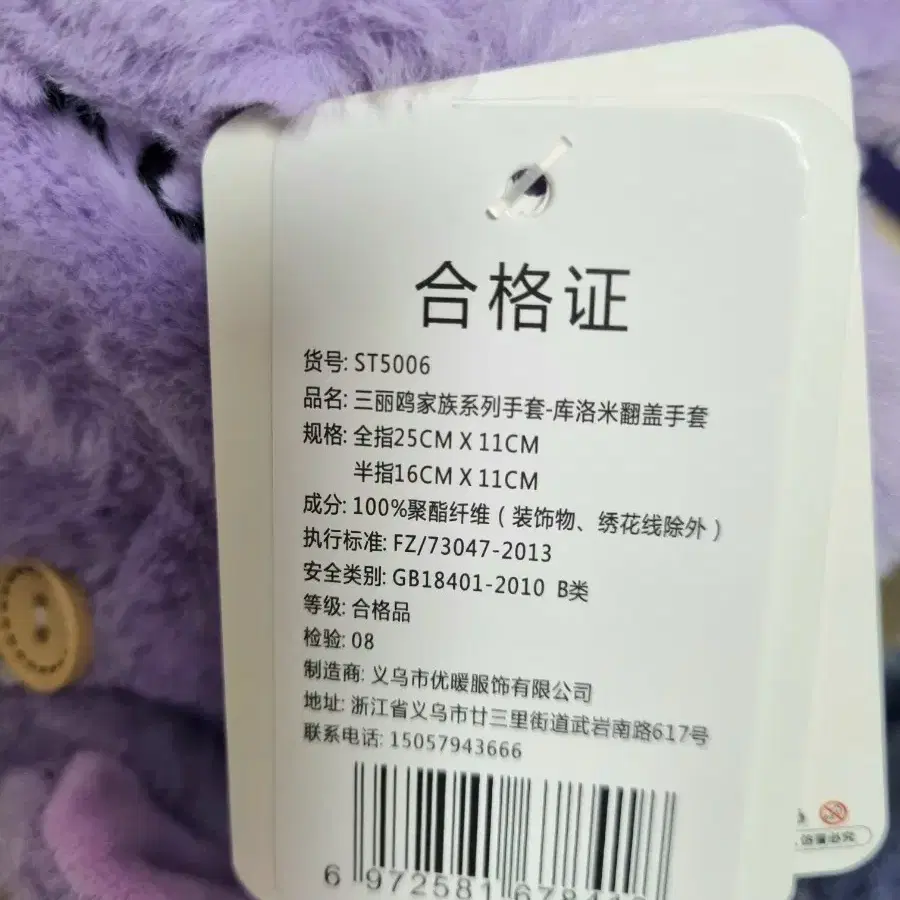 合格证
货号: ST5006
品名: 三丽鸥家族系列手套-库洛米翻盖手套
规格: 全指25CM X 11CM
半指16CM X 11CM
成分: 100%聚酯纤维（装饰物、绣花线除外）
执行标准: FZ/73047-2013
安全类别: GB18401-2010 B类
等级: 合格品
检验: 08
制造商: 义乌市优暖服饰有限公司
地址: 浙江省义乌市廿三里街道武岩南路617号
联系电话: 15057943666
6 972581